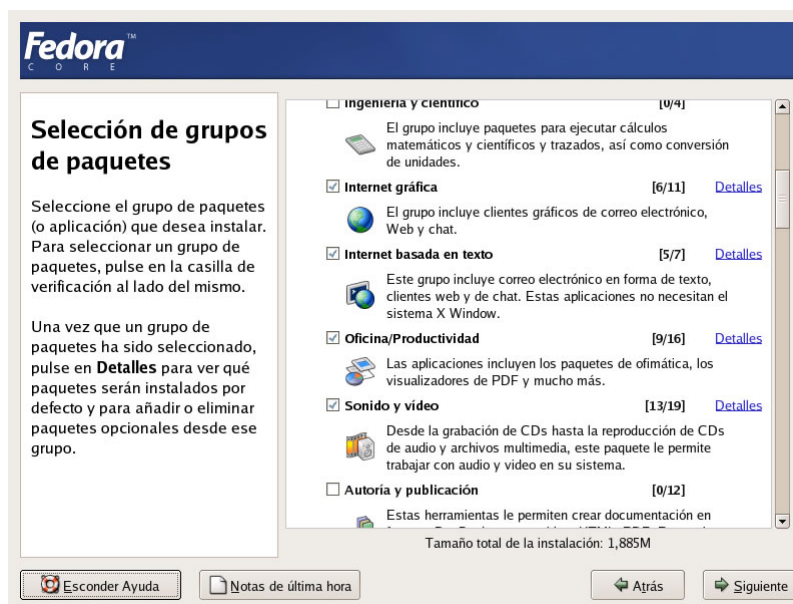 Fedora™
CORE
Selección de grupos
de paquetes
Seleccione el grupo de paquetes
(o aplicación) que desea instalar.
Para seleccionar un grupo de
paquetes, pulse en la casilla de
verificación al lado del mismo.
Una vez que un grupo de
paquetes ha sido seleccionado,
pulse en Detalles para ver qué
paquetes serán instalados por
defecto y para añadir o eliminar
paquetes opcionales desde ese
grupo.
Ingeniería y científico [0/4]
El grupo incluye paquetes para ejecutar cálculos
matemáticos y científicos y trazados, así como conversión
de unidades.
Internet gráfica [6/11] Detalles
El grupo incluye clientes gráficos de correo electrónico,
Web y chat.
Internet basada en texto [5/7] Detalles
Este grupo incluye correo electrónico en forma de texto,
clientes web y de chat. Estas aplicaciones no necesitan el
sistema X Window.
Oficina/Productividad [9/16] Detalles
Las aplicaciones incluyen los paquetes de ofimática, los
visualizadores de PDF y mucho más.
Sonido y vídeo [13/19] Detalles
Desde la grabación de CDs hasta la reproducción de CDs
de audio y archivos multimedia, este paquete le permite
trabajar con audio y video en su sistema.
Autoría y publicación [0/12]
Estas herramientas le permiten crear documentación en
Tamaño total de la instalación: 1,885M
Esconder Ayuda
Notas de última hora
Atrás
Siguiente